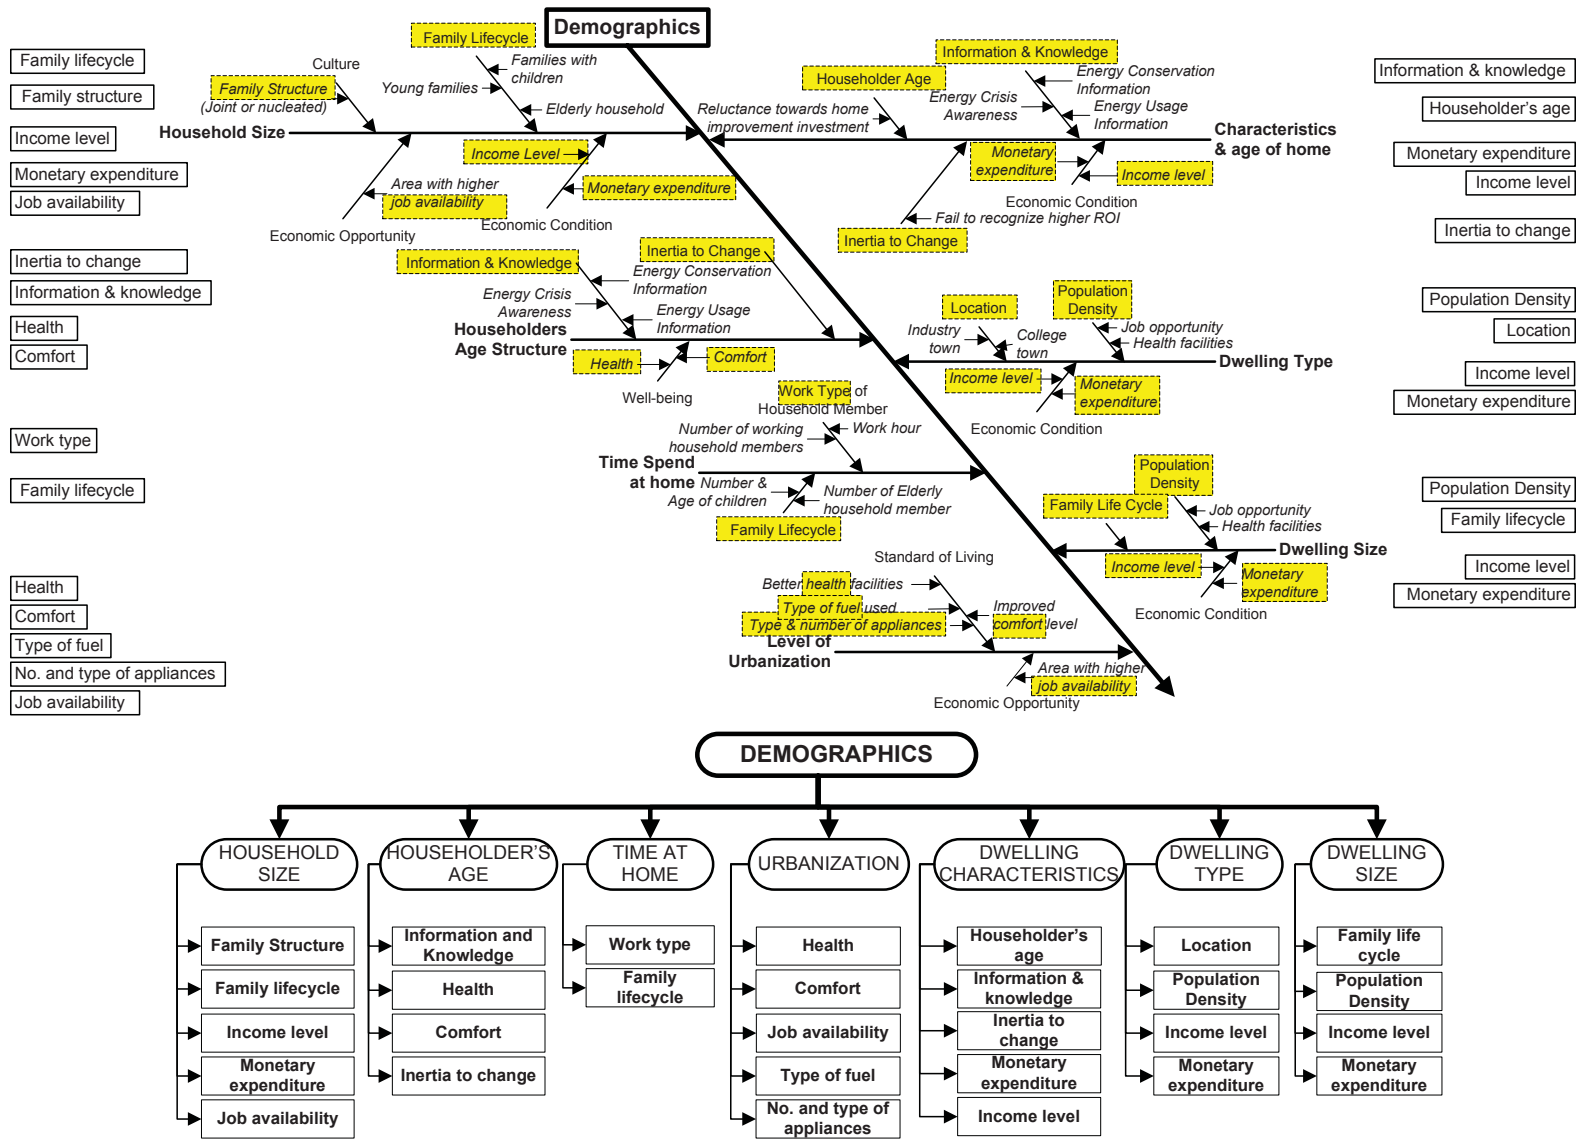 Demographics
Family lifecycle
Family structure
Income level
Monetary expenditure
Job availability
Inertia to change
Information & knowledge
Health
Comfort
Work type
Family lifecycle
Health
Comfort
Type of fuel
No. and type of appliances
Job availability
Culture
Family Structure
(Joint or nucleated)
Family Lifecycle
Families with
children
Young families
Elderly household
Household Size
Income Level
Monetary expenditure
Area with higher
job availability
Economic Condition
Economic Opportunity
Information & Knowledge
Inertia to Change
Energy Conservation
Information
Energy Crisis
Awareness
Energy Usage
Information
Householders
Age Structure
Health
Comfort
Well-being
Work Type of
Household Member
Number of working
household members
Work hour
Time Spend
at home
Number &
Age of children
Number of Elderly
household member
Family Lifecycle
Standard of Living
Better health facilities
Type of fuel used
Type & number of appliances
Improved
comfort level
Level of
Urbanization
Area with higher
job availability
Economic Opportunity
Householder Age
Information & Knowledge
Energy Conservation
Information
Energy Crisis
Awareness
Energy Usage
Information
Reluctance towards home
improvement investment
Characteristics
& age of home
Monetary
expenditure
Income level
Economic Condition
Fail to recognize higher ROI
Inertia to Change
Location
Population
Density
Industry
town
College
town
Job opportunity
Health facilities
Dwelling Type
Income level
Monetary
expenditure
Economic Condition
Population
Density
Family Life Cycle
Job opportunity
Health facilities
Dwelling Size
Income level
Monetary
expenditure
Economic Condition
Information & knowledge
Householder's age
Monetary expenditure
Income level
Inertia to change
Population Density
Location
Income level
Monetary expenditure
Population Density
Family lifecycle
Income level
Monetary expenditure
DEMOGRAPHICS
HOUSEHOLD
SIZE
Family Structure
Family lifecycle
Income level
Monetary
expenditure
Job availability
HOUSEHOLDER'S
AGE
Information and
Knowledge
Health
Comfort
Inertia to change
TIME AT
HOME
Work type
Family
lifecycle
URBANIZATION
Health
Comfort
Job availability
Type of fuel
No. and type of
appliances
DWELLING
CHARACTERISTICS
Householder's
age
Information &
knowledge
Inertia to
change
Monetary
expenditure
Income level
DWELLING
TYPE
Location
Population
Density
Income level
Monetary
expenditure
DWELLING
SIZE
Family life
cycle
Population
Density
Income level
Monetary
expenditure